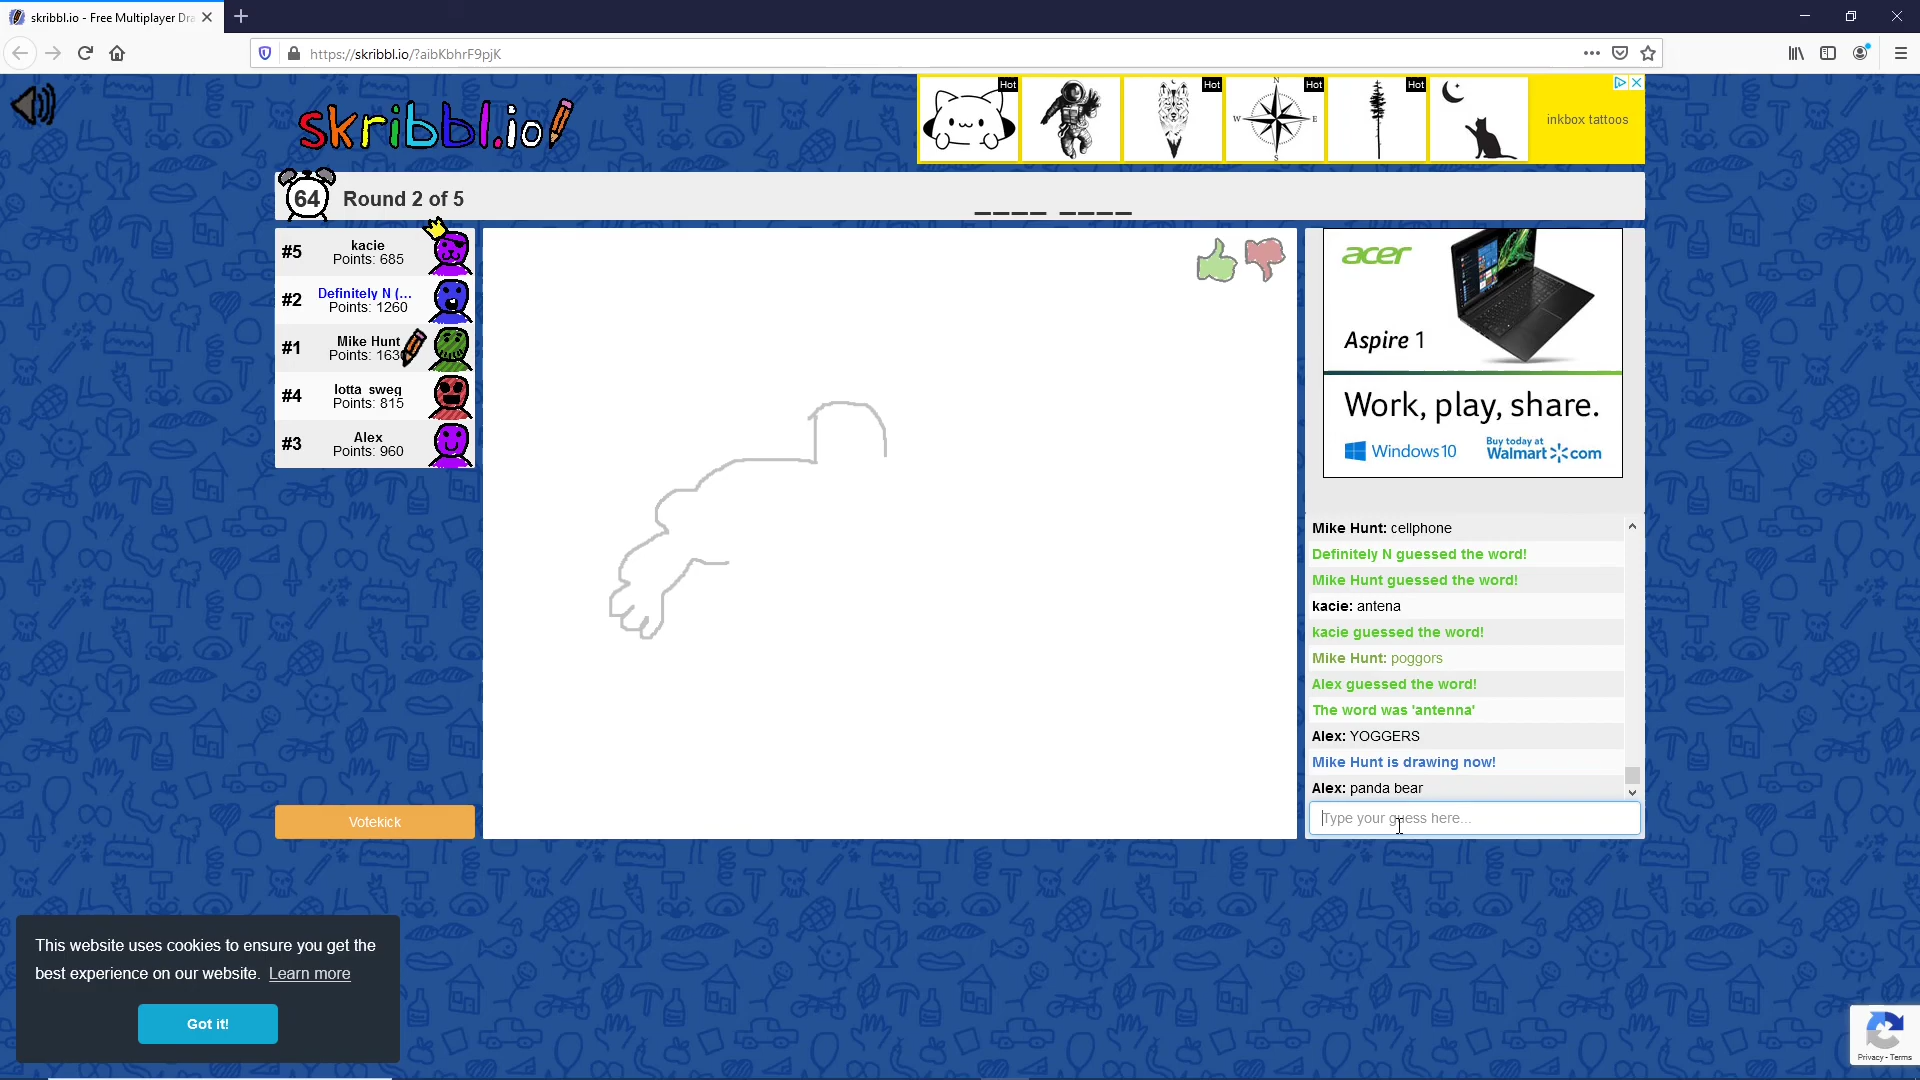 skribbl.io - Free Multiplayer Dra
https://skribbl.io/?aibKbhrF9pjK
skribbl.io
Hot
Hot
Hot
Hot
N
W
E
S
inkbox tattoos
64
Round 2 of 5
____ ____
#5
kacie
Points: 685
#2
Definitely N (...
Points: 1260
#1
Mike Hunt
Points: 1630
#4
lotta sweg
Points: 815
#3
Alex
Points: 960
Votekick
acer
Aspire 1
Work, play, share.
Windows 10
Buy today at
Walmart.com
Mike Hunt: cellphone
Definitely N guessed the word!
Mike Hunt guessed the word!
kacie: antena
kacie guessed the word!
Mike Hunt: poggors
Alex guessed the word!
The word was 'antenna'
Alex: YOGGERS
Mike Hunt is drawing now!
Alex: panda bear
Type your guess here...
This website uses cookies to ensure you get the
best experience on our website. Learn more
Got it!
Privacy - Terms